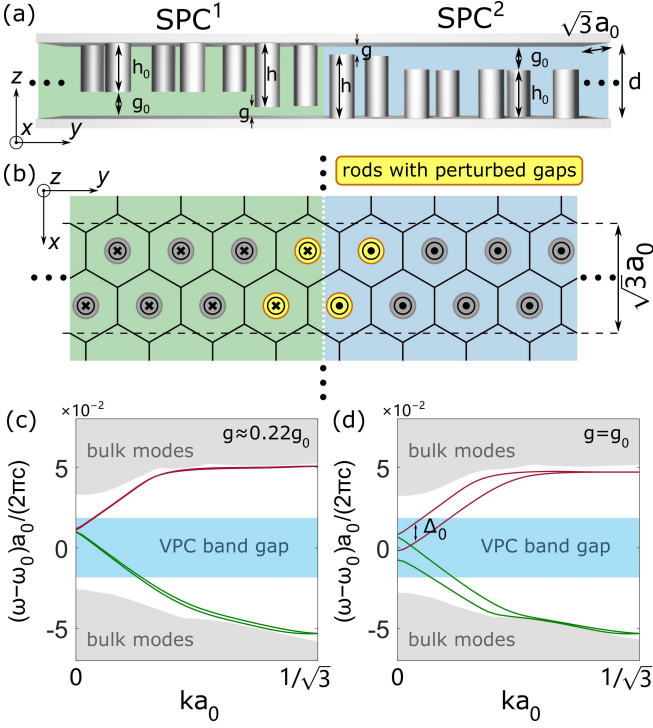 (a)
SPC¹
SPC²
√3a₀
z
x
y
h₀
g₀
h
g
g
h
g₀
h₀
d
(b)
z
y
x
rods with perturbed gaps
√3a₀
(c)
×10⁻²
bulk modes
g≈0.22g₀
5
0
-5
VPC band gap
bulk modes
(ω−ω₀)a₀/(2πc)
0
1/√3
ka₀
(d)
×10⁻²
bulk modes
g=g₀
5
0
-5
Δ₀
VPC band gap
bulk modes
(ω−ω₀)a₀/(2πc)
0
1/√3
ka₀